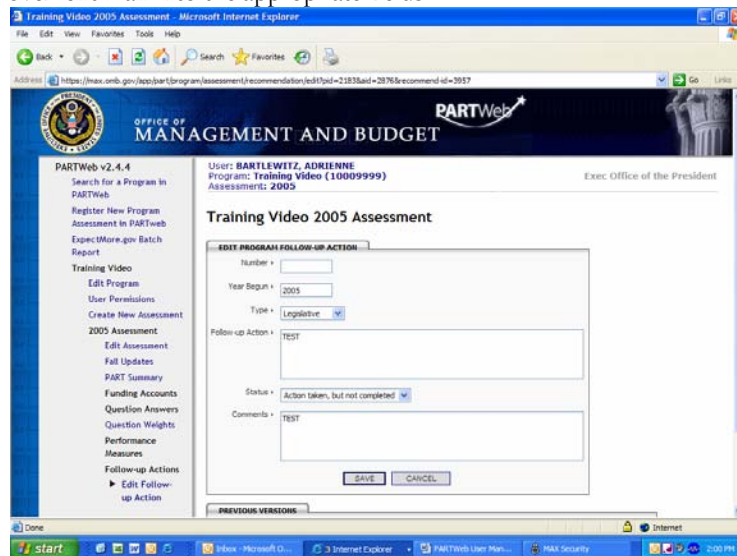 Training Video 2005 Assessment - Microsoft Internet Explorer
File Edit View Favorites Tools Help
Back Search Favorites
Address https://max.omb.gov/app/part/program/assessment/recommendation/edit?pid=2183&aid=2876&recommend-id=3957 Go Links
OFFICE OF
MANAGEMENT AND BUDGET
PARTWeb
PARTWeb v2.4.4
Search for a Program in
PARTWeb
Register New Program
Assessment in PARTweb
ExpectMore.gov Batch
Report
Training Video
Edit Program
User Permissions
Create New Assessment
2005 Assessment
Edit Assessment
Fall Updates
PART Summary
Funding Accounts
Question Answers
Question Weights
Performance
Measures
Follow-up Actions
Edit Follow-
up Action
User: BARTLEWITZ, ADRIENNE
Program: Training Video (10009999)
Assessment: 2005
Exec Office of the President
Training Video 2005 Assessment
EDIT PROGRAM FOLLOW-UP ACTION
Number
Year Begun 2005
Type Legislative
Follow-up Action TEST
Status Action taken, but not completed
Comments TEST
SAVE CANCEL
PREVIOUS VERSIONS
Done Internet
start Inbox - Microsoft O... 3 Internet Explorer PARTWeb User Man... MAX Security 2:00 PM